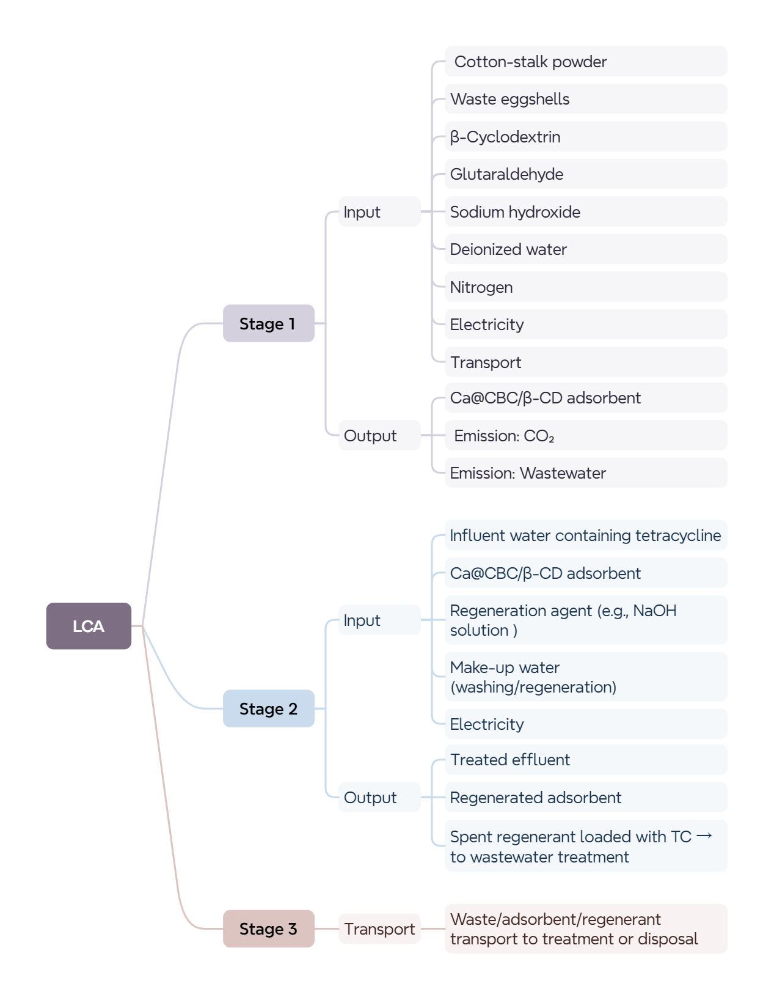 Cotton-stalk powder
Waste eggshells
β-Cyclodextrin
Glutaraldehyde
Input
Sodium hydroxide
Deionized water
Nitrogen
Stage 1
Electricity
Transport
Ca@CBC/β-CD adsorbent
Output
Emission: CO₂
Emission: Wastewater
Influent water containing tetracycline
Ca@CBC/β-CD adsorbent
Input
Regeneration agent (e.g., NaOH
solution )
LCA
Make-up water
(washing/regeneration)
Stage 2
Electricity
Treated effluent
Output
Regenerated adsorbent
Spent regenerant loaded with TC →
to wastewater treatment
Stage 3
Transport
Waste/adsorbent/regenerant
transport to treatment or disposal